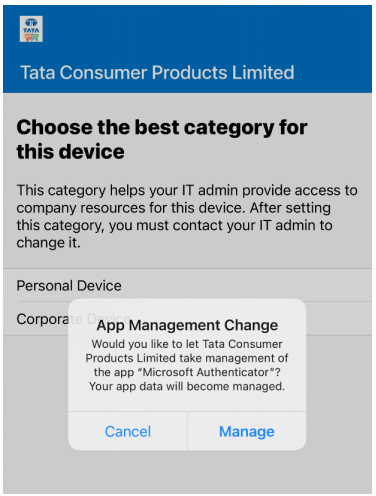 TATA
Tata Consumer Products Limited
Choose the best category for
this device
This category helps your IT admin provide access to
company resources for this device. After setting
this category, you must contact your IT admin to
change it.
Personal Device
Corporate Device
App Management Change
Would you like to let Tata Consumer
Products Limited take management of
the app “Microsoft Authenticator”?
Your app data will become managed.
Cancel
Manage